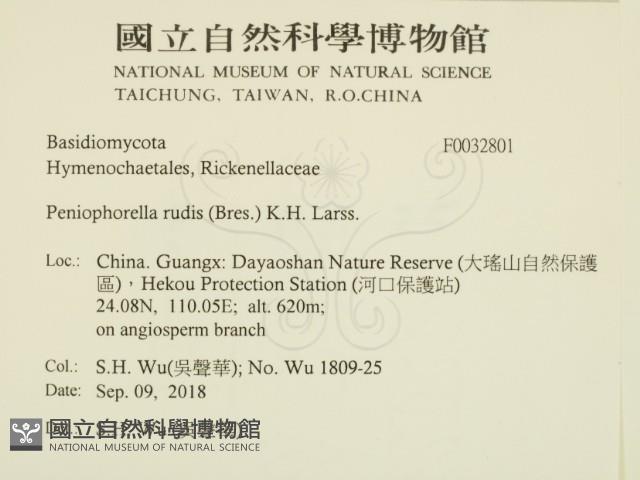 國立自然科學博物館
NATIONAL MUSEUM OF NATURAL SCIENCE
TAICHUNG, TAIWAN, R.O.CHINA
Basidiomycota F0032801
Hymenochaetales, Rickenellaceae
Peniophorella rudis (Bres.) K.H. Larss.
Loc.: China. Guangx: Dayaoshan Nature Reserve (大瑤山自然保護
區)，Hekou Protection Station (河口保護站)
24.08N, 110.05E; alt. 620m;
on angiosperm branch
Col.: S.H. Wu(吳聲華); No. Wu 1809-25
Date: Sep. 09, 2018
國立自然科學博物館
NATIONAL MUSEUM OF NATURAL SCIENCE